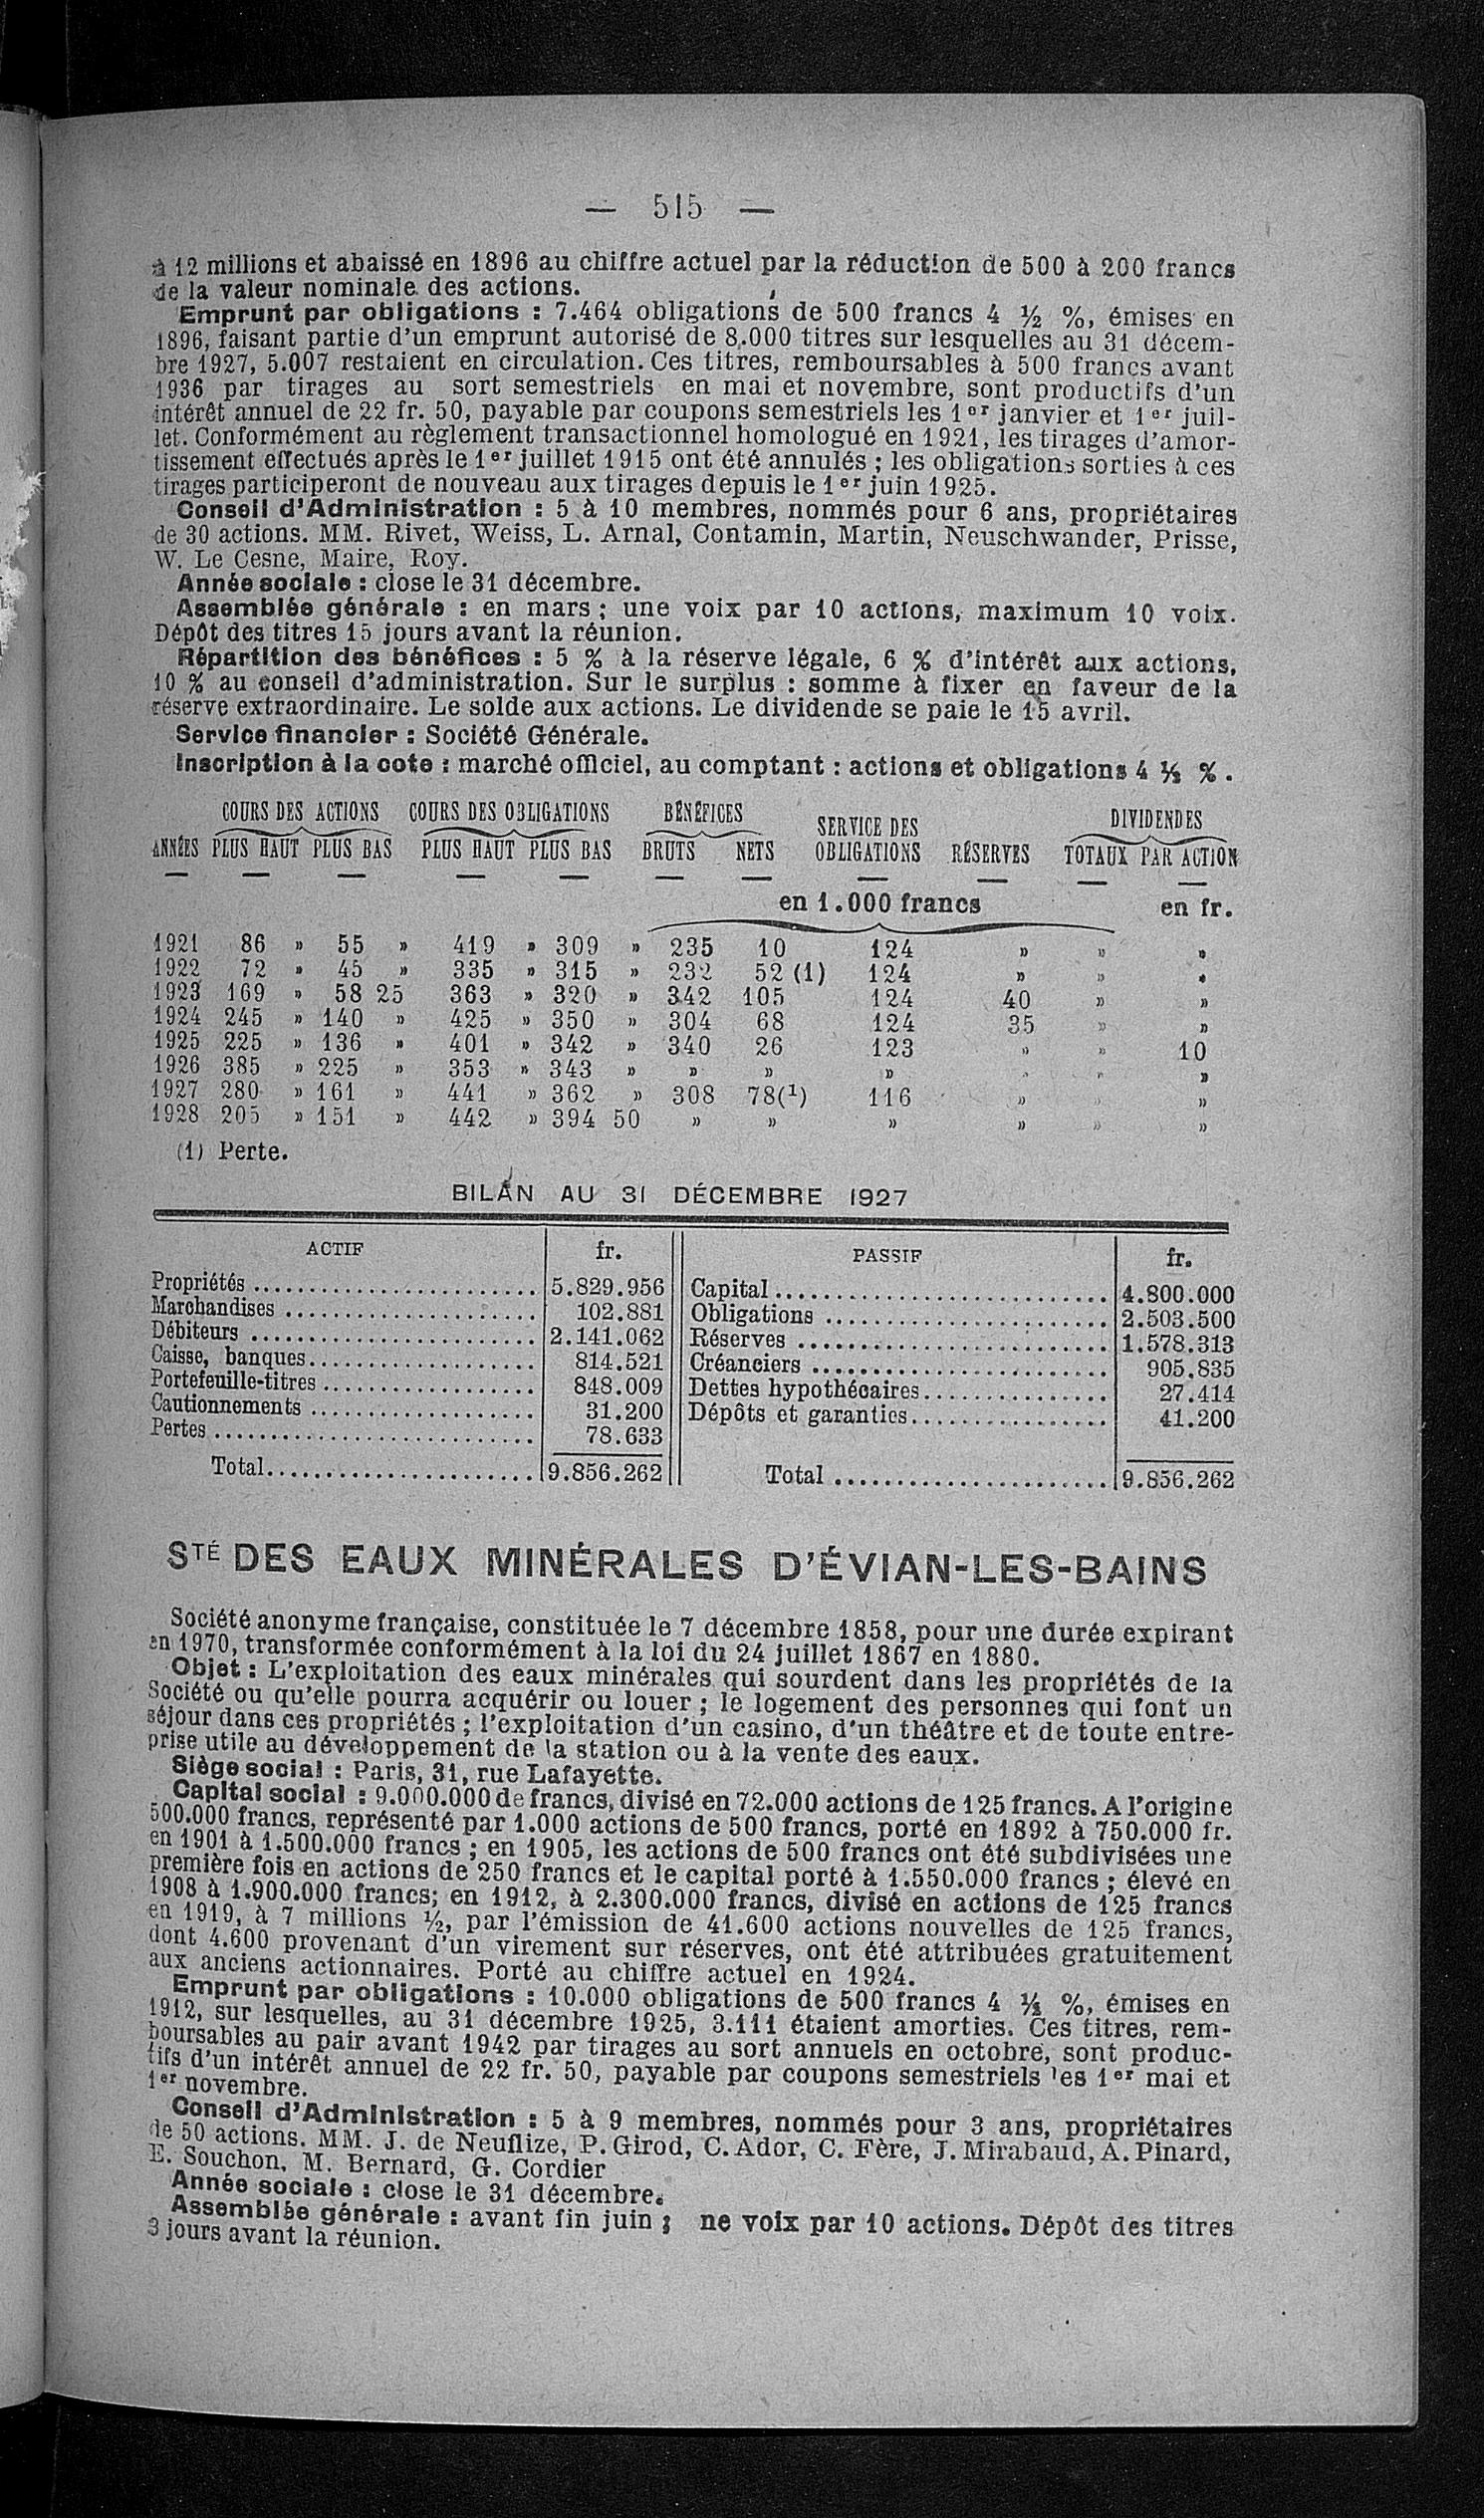 — 515 —
à 12 millions et abaissé en 1896 au chiffre actuel par la réduction de 500 à 200 francs
de la valeur nominale des actions.
Emprunt par obligations : 7.464 obligations de 500 francs 4 ½ %, émises en
1896, faisant partie d'un emprunt autorisé de 8.000 titres sur lesquelles au 31 décem-
bre 1927, 5.007 restaient en circulation. Ces titres, remboursables à 500 francs avant
1936 par tirages au sort semestriels en mai et novembre, sont productifs d'un
intérêt annuel de 22 fr. 50, payable par coupons semestriels les 1er janvier et 1er juil-
let. Conformément au règlement transactionnel homologué en 1921, les tirages d'amor-
tissement effectués après le 1er juillet 1915 ont été annulés ; les obligations sorties à ces
tirages participeront de nouveau aux tirages depuis le 1er juin 1925.
Conseil d'Administration : 5 à 10 membres, nommés pour 6 ans, propriétaires
de 30 actions. MM. Rivet, Weiss, L. Arnal, Contamin, Martin, Neuschwander, Prisse,
W. Le Cesne, Maire, Roy.
Année sociale : close le 31 décembre.
Assemblée générale : en mars ; une voix par 10 actions, maximum 10 voix.
Dépôt des titres 15 jours avant la réunion.
Répartition des bénéfices : 5 % à la réserve légale, 6 % d'intérêt aux actions,
10 % au conseil d'administration. Sur le surplus : somme à fixer en faveur de la
réserve extraordinaire. Le solde aux actions. Le dividende se paie le 15 avril.
Service financier : Société Générale.
Inscription à la cote : marché officiel, au comptant : actions et obligations 4 ½ %.
COURS DES ACTIONS COURS DES OBLIGATIONS BÉNÉFICES SERVICE DES DIVIDENDES
ANNÉES PLUS HAUT PLUS BAS PLUS HAUT PLUS BAS BRUTS NETS OBLIGATIONS RÉSERVES TOTAUX PAR ACTION
— — — — — — — — — — —
en 1.000 francs en fr.
1921 86 » 55 » 419 » 309 » 235 10 124 » » »
1922 72 » 45 » 335 » 315 » 232 52 (1) 124 » » »
1923 169 » 58 25 363 » 320 » 342 105 124 40 » »
1924 245 » 140 » 425 » 350 » 304 68 124 35 » »
1925 225 » 136 » 401 » 342 » 340 26 123 » » 10
1926 385 » 225 » 353 » 343 » » » » » » »
1927 280 » 161 » 441 » 362 » 308 78(1) 116 » » »
1928 205 » 151 » 442 » 394 50 » » » » » »
(1) Perte.
BILAN AU 31 DÉCEMBRE 1927
ACTIF fr. PASSIF fr.
Propriétés ........ 5.829.956 Capital ........ 4.800.000
Marchandises ........ 102.881 Obligations ........ 2.503.500
Débiteurs ........ 2.141.062 Réserves ........ 1.578.313
Caisse, banques ........ 814.521 Créanciers ........ 905.835
Portefeuille-titres ........ 848.009 Dettes hypothécaires ........ 27.414
Cautionnements ........ 31.200 Dépôts et garanties ........ 41.200
Pertes ........ 78.633
Total ........ 9.856.262 Total ........ 9.856.262
STÉ DES EAUX MINÉRALES D'ÉVIAN-LES-BAINS
Société anonyme française, constituée le 7 décembre 1858, pour une durée expirant
en 1970, transformée conformément à la loi du 24 juillet 1867 en 1880.
Objet : L'exploitation des eaux minérales qui sourdent dans les propriétés de la
Société ou qu'elle pourra acquérir ou louer ; le logement des personnes qui font un
séjour dans ces propriétés ; l'exploitation d'un casino, d'un théâtre et de toute entre-
prise utile au développement de la station ou à la vente des eaux.
Siège social : Paris, 31, rue Lafayette.
Capital social : 9.000.000 de francs, divisé en 72.000 actions de 125 francs. A l'origine
500.000 francs, représenté par 1.000 actions de 500 francs, porté en 1892 à 750.000 fr.
en 1901 à 1.500.000 francs ; en 1905, les actions de 500 francs ont été subdivisées une
première fois en actions de 250 francs et le capital porté à 1.550.000 francs ; élevé en
1908 à 1.900.000 francs; en 1912, à 2.300.000 francs, divisé en actions de 125 francs
en 1919, à 7 millions ½, par l'émission de 41.600 actions nouvelles de 125 francs,
dont 4.600 provenant d'un virement sur réserves, ont été attribuées gratuitement
aux anciens actionnaires. Porté au chiffre actuel en 1924.
Emprunt par obligations : 10.000 obligations de 500 francs 4 ½ %, émises en
1912, sur lesquelles, au 31 décembre 1925, 3.111 étaient amorties. Ces titres, rem-
boursables au pair avant 1942 par tirages au sort annuels en octobre, sont produc-
tifs d'un intérêt annuel de 22 fr. 50, payable par coupons semestriels les 1er mai et
1er novembre.
Conseil d'Administration : 5 à 9 membres, nommés pour 3 ans, propriétaires
de 50 actions. MM. J. de Neuflize, P. Girod, C. Ador, C. Fère, J. Mirabaud, A. Pinard,
E. Souchon, M. Bernard, G. Cordier
Année sociale : close le 31 décembre.
Assemblée générale : avant fin juin ; ne voix par 10 actions. Dépôt des titres
3 jours avant la réunion.